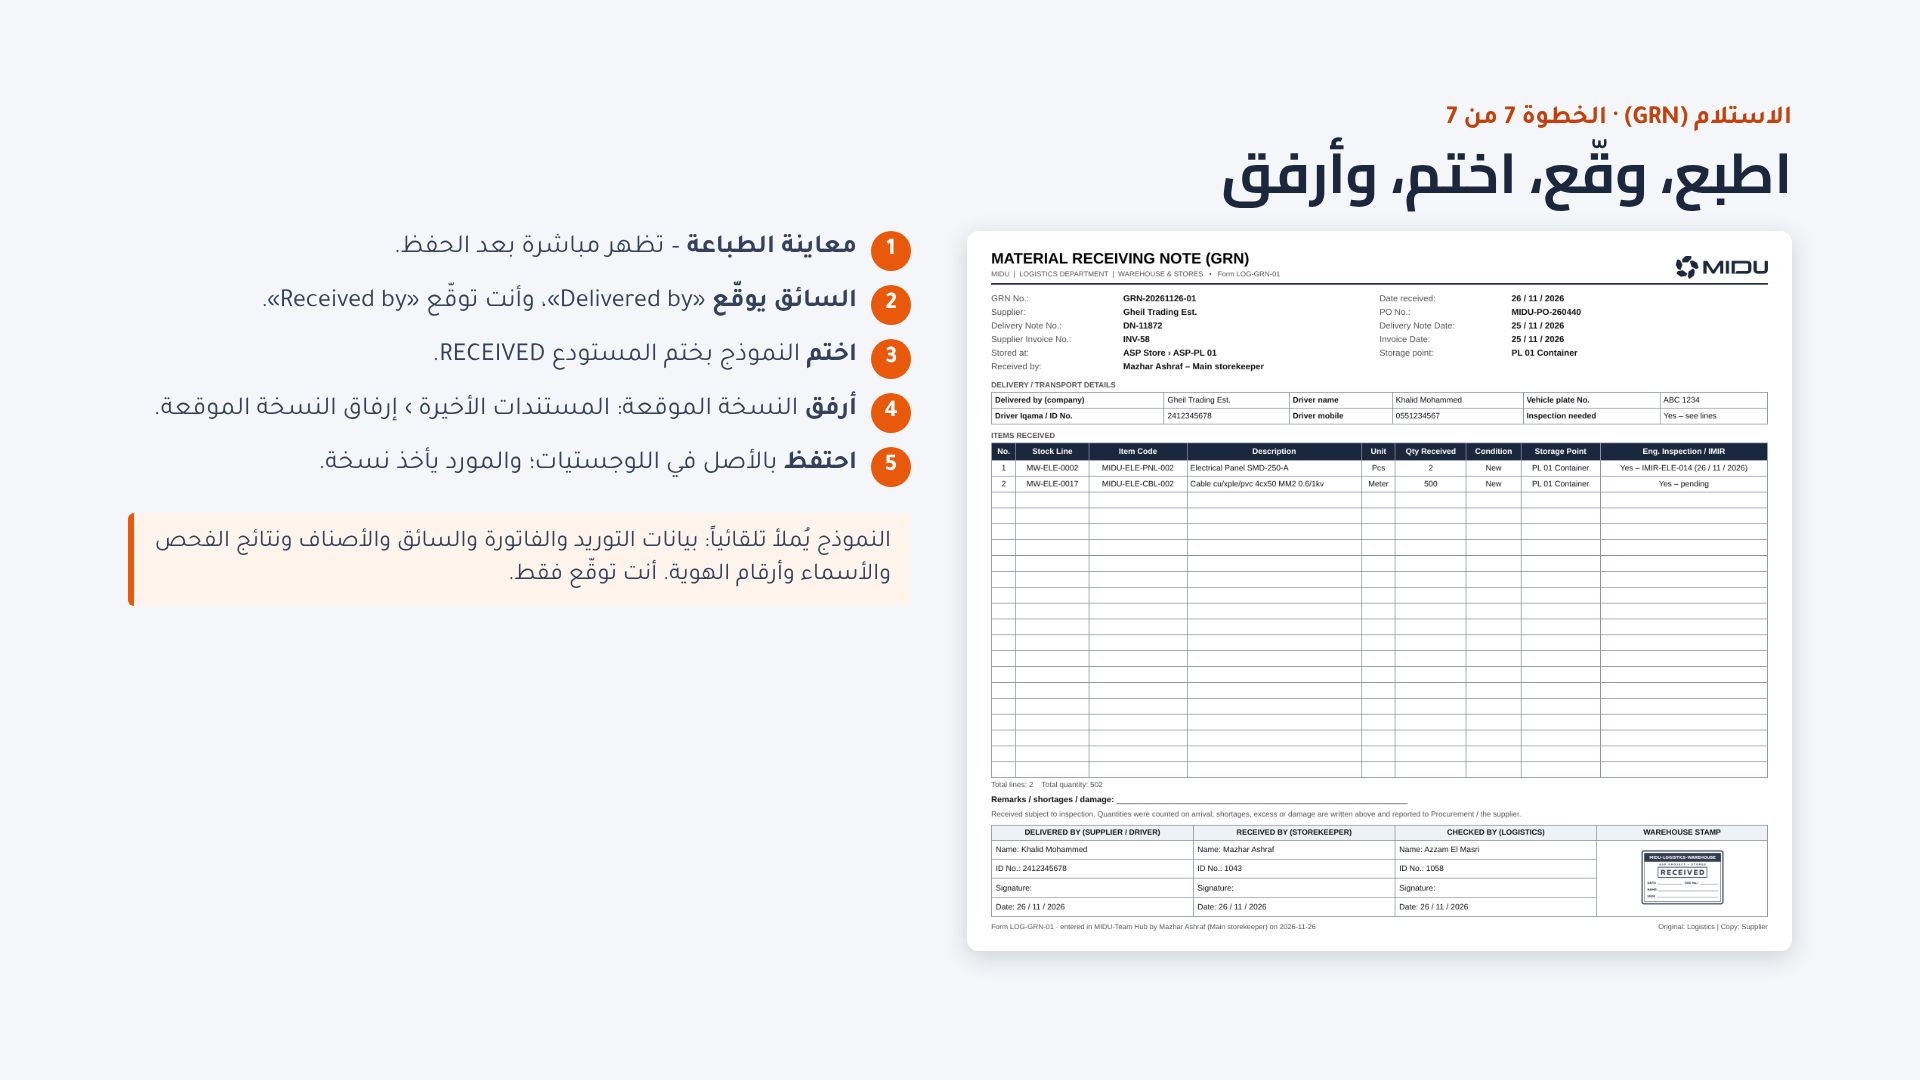 الاستلام (GRN) · الخطوة 7 من 7
اطبع، وقّع، اختم، وأرفق
MATERIAL RECEIVING NOTE (GRN)
MIDU | LOGISTICS DEPARTMENT | WAREHOUSE & STORES • Form LOG-GRN-01
MIDU
GRN No.: GRN-20261126-01 Date received: 26 / 11 / 2026
Supplier: Gheil Trading Est. PO No.: MIDU-PO-260440
Delivery Note No.: DN-11872 Delivery Note Date: 25 / 11 / 2026
Supplier Invoice No.: INV-58 Invoice Date: 25 / 11 / 2026
Stored at: ASP Store › ASP-PL 01 Storage point: PL 01 Container
Received by: Mazhar Ashraf – Main storekeeper
DELIVERY / TRANSPORT DETAILS
Delivered by (company) Gheil Trading Est. Driver name Khalid Mohammed Vehicle plate No. ABC 1234
Driver Iqama / ID No. 2412345678 Driver mobile 0551234567 Inspection needed Yes – see lines
ITEMS RECEIVED
No. Stock Line Item Code Description Unit Qty Received Condition Storage Point Eng. Inspection / IMIR
1 MW-ELE-0002 MIDU-ELE-PNL-002 Electrical Panel SMD-250-A Pcs 2 New PL 01 Container Yes – IMIR-ELE-014 (26 / 11 / 2026)
2 MW-ELE-0017 MIDU-ELE-CBL-002 Cable cu/xple/pvc 4cx50 MM2 0.6/1kv Meter 500 New PL 01 Container Yes – pending
Total lines: 2 Total quantity: 502
Remarks / shortages / damage:
Received subject to inspection. Quantities were counted on arrival; shortages, excess or damage are written above and reported to Procurement / the supplier.
DELIVERED BY (SUPPLIER / DRIVER) RECEIVED BY (STOREKEEPER) CHECKED BY (LOGISTICS) WAREHOUSE STAMP
Name: Khalid Mohammed Name: Mazhar Ashraf Name: Azzam El Masri
ID No.: 2412345678 ID No.: 1043 ID No.: 1058
Signature: Signature: Signature:
Date: 26 / 11 / 2026 Date: 26 / 11 / 2026 Date: 26 / 11 / 2026
MIDU-LOGISTICS-WAREHOUSE
RECEIVED
Form LOG-GRN-01 · entered in MIDU-Team Hub by Mazhar Ashraf (Main storekeeper) on 2026-11-26 Original: Logistics | Copy: Supplier
1 معاينة الطباعة - تظهر مباشرة بعد الحفظ.
2 السائق يوقّع «Delivered by»، وأنت توقّع «Received by».
3 اختم النموذج بختم المستودع RECEIVED.
4 أرفق النسخة الموقعة: المستندات الأخيرة › إرفاق النسخة الموقعة.
5 احتفظ بالأصل في اللوجستيات؛ والمورد يأخذ نسخة.
النموذج يُملأ تلقائياً: بيانات التوريد والفاتورة والسائق والأصناف ونتائج الفحص
والأسماء وأرقام الهوية. أنت توقّع فقط.